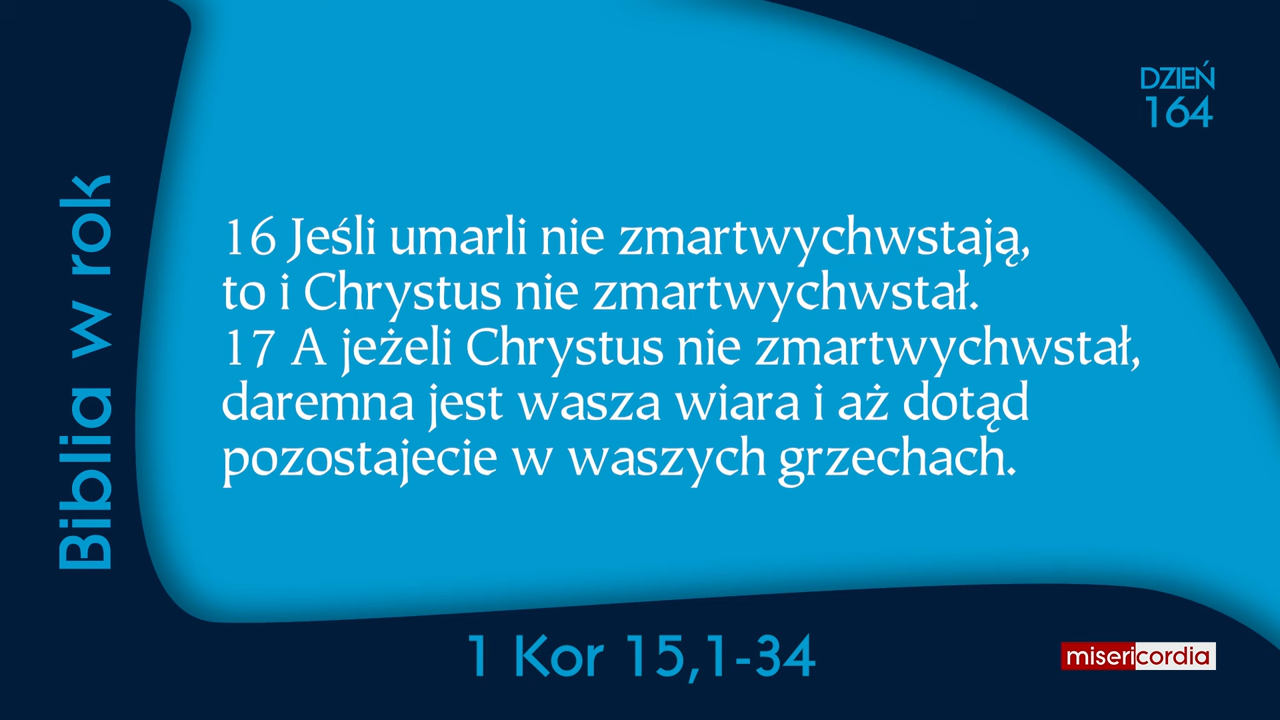 DZIEŃ
164
Biblia w rok
16 Jeśli umarli nie zmartwychwstają,
to i Chrystus nie zmartwychwstał.
17 A jeżeli Chrystus nie zmartwychwstał,
daremna jest wasza wiara i aż dotąd
pozostajecie w waszych grzechach.
1 Kor 15,1-34
misericordia